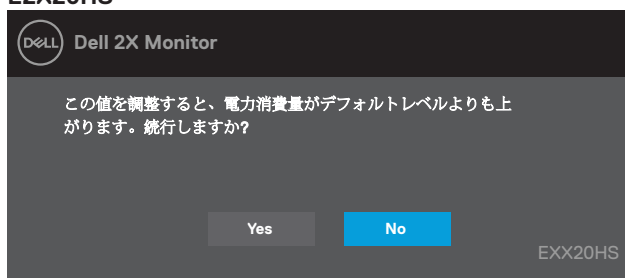 DELL Dell 2X Monitor
この値を調整すると、電力消費量がデフォルトレベルよりも上
がります。続行しますか?
Yes No
EXX20HS